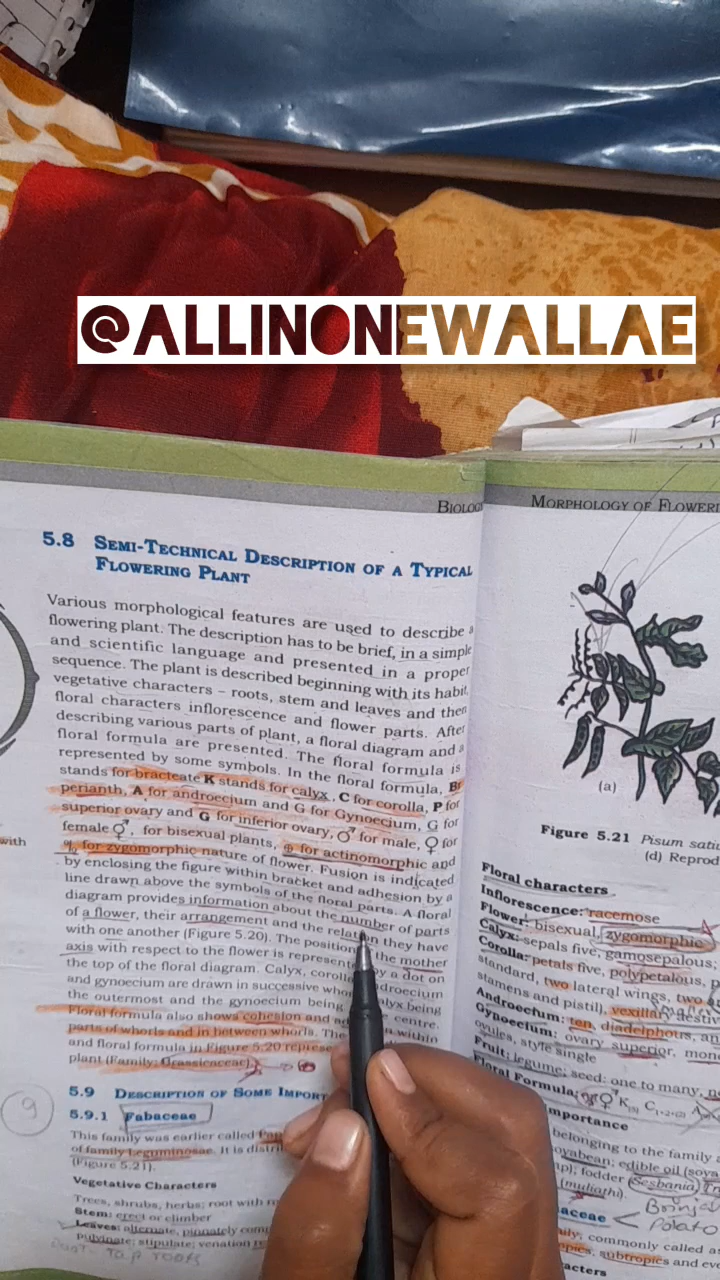 @ALLINONEWALLAE
BIOLOGY
5.8 SEMI-TECHNICAL DESCRIPTION OF A TYPICAL
FLOWERING PLANT
Various morphological features are used to describe a
flowering plant. The description has to be brief, in a simple
and scientific language and presented in a proper
sequence. The plant is described beginning with its habit,
vegetative characters – roots, stem and leaves and then
floral characters inflorescence and flower parts. After
describing various parts of plant, a floral diagram and a
floral formula are presented. The floral formula is
represented by some symbols. In the floral formula, Br
stands for bracteate K stands for calyx, C for corolla, P for
perianth, A for androecium and G for Gynoecium, G for
superior ovary and G for inferior ovary, ♂ for male, ♀ for
female ⚥, for bisexual plants, ⊕ for actinomorphic and
% for zygomorphic nature of flower. Fusion is indicated
by enclosing the figure within bracket and adhesion by a
line drawn above the symbols of the floral parts. A floral
diagram provides information about the number of parts
of a flower, their arrangement and the relation they have
with one another (Figure 5.20). The position of the mother
axis with respect to the flower is represented by a dot on
the top of the floral diagram. Calyx, corolla, androecium
and gynoecium are drawn in successive calyx being
the outermost and the gynoecium being centre.
Floral formula also shows cohesion and within
parts of whorls and in between whorls. The
and floral formula in Figure 5.20
plant (Family: Brassicaceae).
5.9 DESCRIPTION OF SOME
5.9.1 Fabaceae
9
This family was earlier called
of family Leguminosae. It is
(Figure 5.21).
Vegetative Characters
Trees, shrubs, herbs; root with
Stem: erect or climber
Leaves: alternate, pinnately
pulvinate; stipulate; venation
with
MORPHOLOGY OF
(a)
Figure 5.21 Pisum
(d)
Floral characters
Inflorescence: racemose
Flower: bisexual, zygomorphic
Calyx: sepals five, gamosepalous;
Corolla: petals five, polypetalous,
standard, two lateral wings, two
stamens and pistil), vexillary
Androecium: ten, diadelphous,
Gynoecium: ovary superior,
ovules, style single
Fruit: legume; seed: one to many,
Floral Formula: % ⚥ K(5) C1+2+(2)
belonging to the family
edible oil
fodder (Sesbania)
(muliathi).
Brinjal
Potato
commonly called as
subtropics and